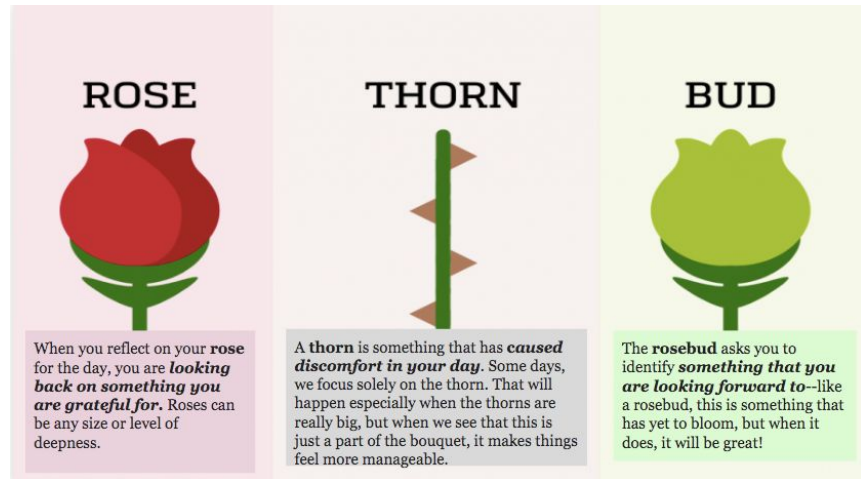 ROSE
When you reflect on your rose
for the day, you are looking
back on something you
are grateful for. Roses can
be any size or level of
deepness.
THORN
A thorn is something that has caused
discomfort in your day. Some days,
we focus solely on the thorn. That will
happen especially when the thorns are
really big, but when we see that this is
just a part of the bouquet, it makes things
feel more manageable.
BUD
The rosebud asks you to
identify something that you
are looking forward to--like
a rosebud, this is something that
has yet to bloom, but when it
does, it will be great!